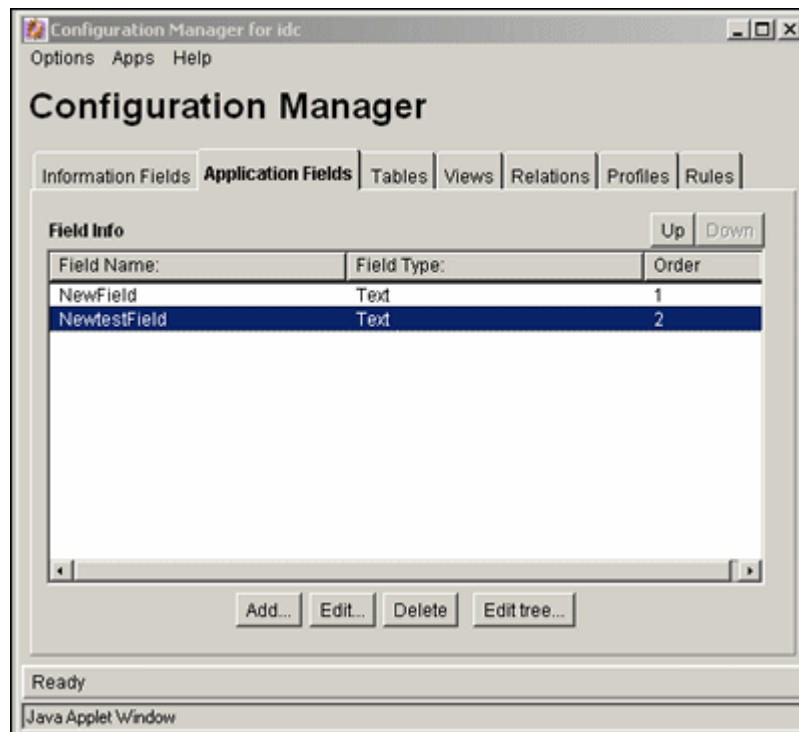 Configuration Manager for idc
Options Apps Help
Configuration Manager
Information Fields Application Fields Tables Views Relations Profiles Rules
Field Info Up Down
Field Name: Field Type: Order
NewField Text 1
NewtestField Text 2
Add... Edit... Delete Edit tree...
Ready
Java Applet Window